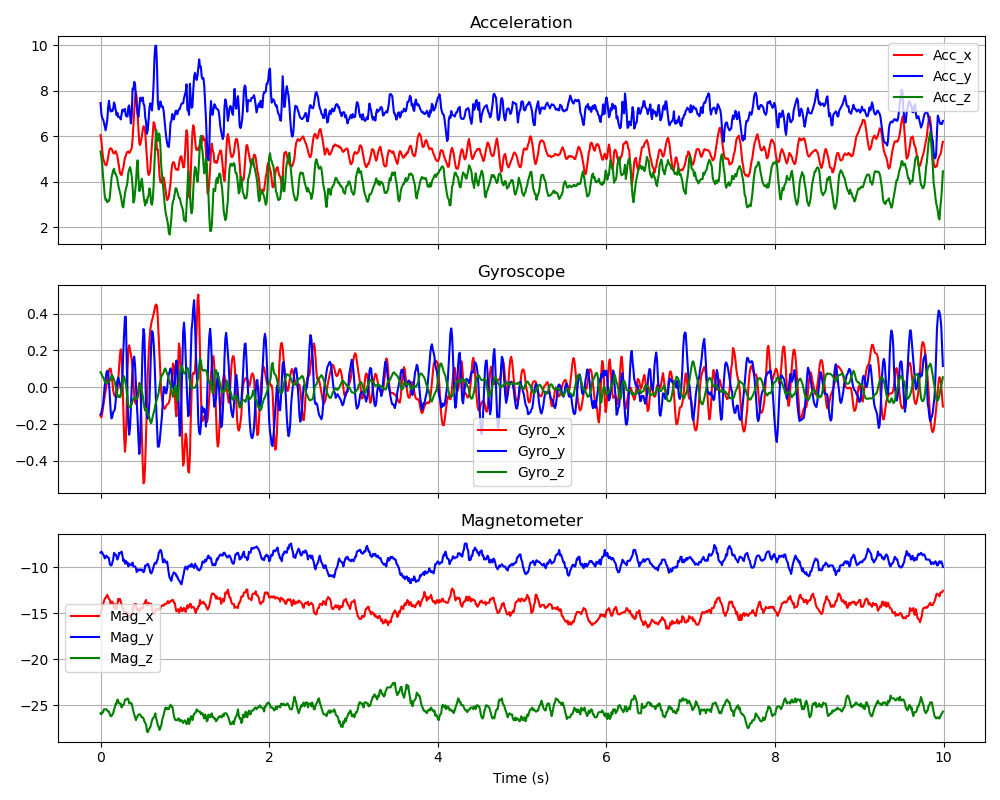 Acceleration
10
8
6
4
2
Acc_x
Acc_y
Acc_z
Gyroscope
0.4
0.2
0.0
−0.2
−0.4
Gyro_x
Gyro_y
Gyro_z
Magnetometer
−10
−15
−20
−25
Mag_x
Mag_y
Mag_z
0 2 4 6 8 10
Time (s)